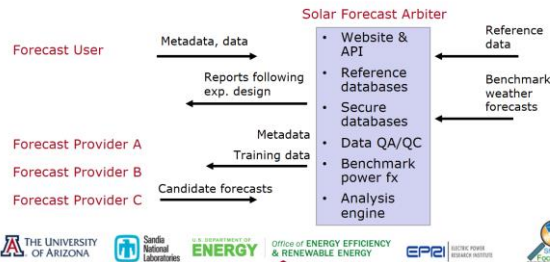 Solar Forecast Arbiter
Forecast User
Metadata, data
Reports following
exp. design
Forecast Provider A
Forecast Provider B
Forecast Provider C
Metadata
Training data
Candidate forecasts
• Website &
API
• Reference
databases
• Secure
databases
• Data QA/QC
• Benchmark
power fx
• Analysis
engine
Reference
data
Benchmark
weather
forecasts
A THE UNIVERSITY
OF ARIZONA
Sandia
National
Laboratories
U.S. DEPARTMENT OF
ENERGY
Office of ENERGY EFFICIENCY
& RENEWABLE ENERGY
EPRI
ELECTRIC POWER
RESEARCH INSTITUTE